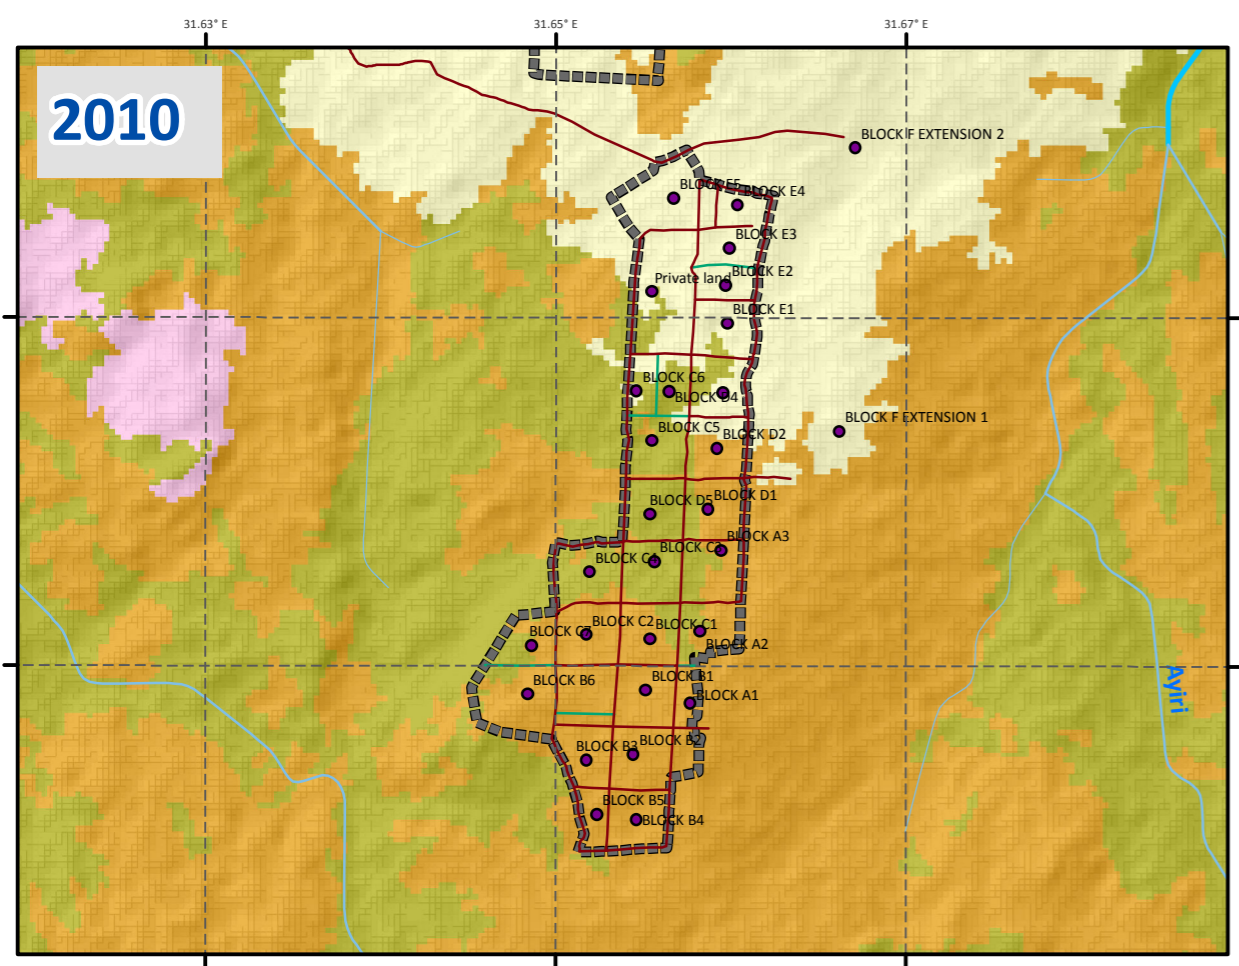 31.63° E
31.65° E
31.67° E
2010
BLOCK F EXTENSION 2
BLOCK E5
BLOCK E4
BLOCK E3
BLOCK E2
Private land
BLOCK E1
BLOCK C6
BLOCK D4
BLOCK F EXTENSION 1
BLOCK C5
BLOCK D2
BLOCK D5
BLOCK D1
BLOCK A3
BLOCK C3
BLOCK C4
BLOCK C2
BLOCK C1
BLOCK C7
BLOCK A2
BLOCK B1
BLOCK B6
BLOCK A1
Ayiri
BLOCK B2
BLOCK B3
BLOCK B5
BLOCK B4